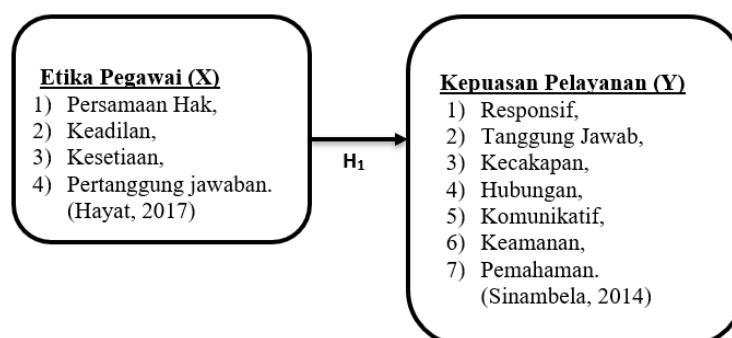 Etika Pegawai (X)
1) Persamaan Hak,
2) Keadilan,
3) Kesetiaan,
4) Pertanggung jawaban.
(Hayat, 2017)
H₁
Kepuasan Pelayanan (Y)
1) Responsif,
2) Tanggung Jawab,
3) Kecakapan,
4) Hubungan,
5) Komunikatif,
6) Keamanan,
7) Pemahaman.
(Sinambela, 2014)